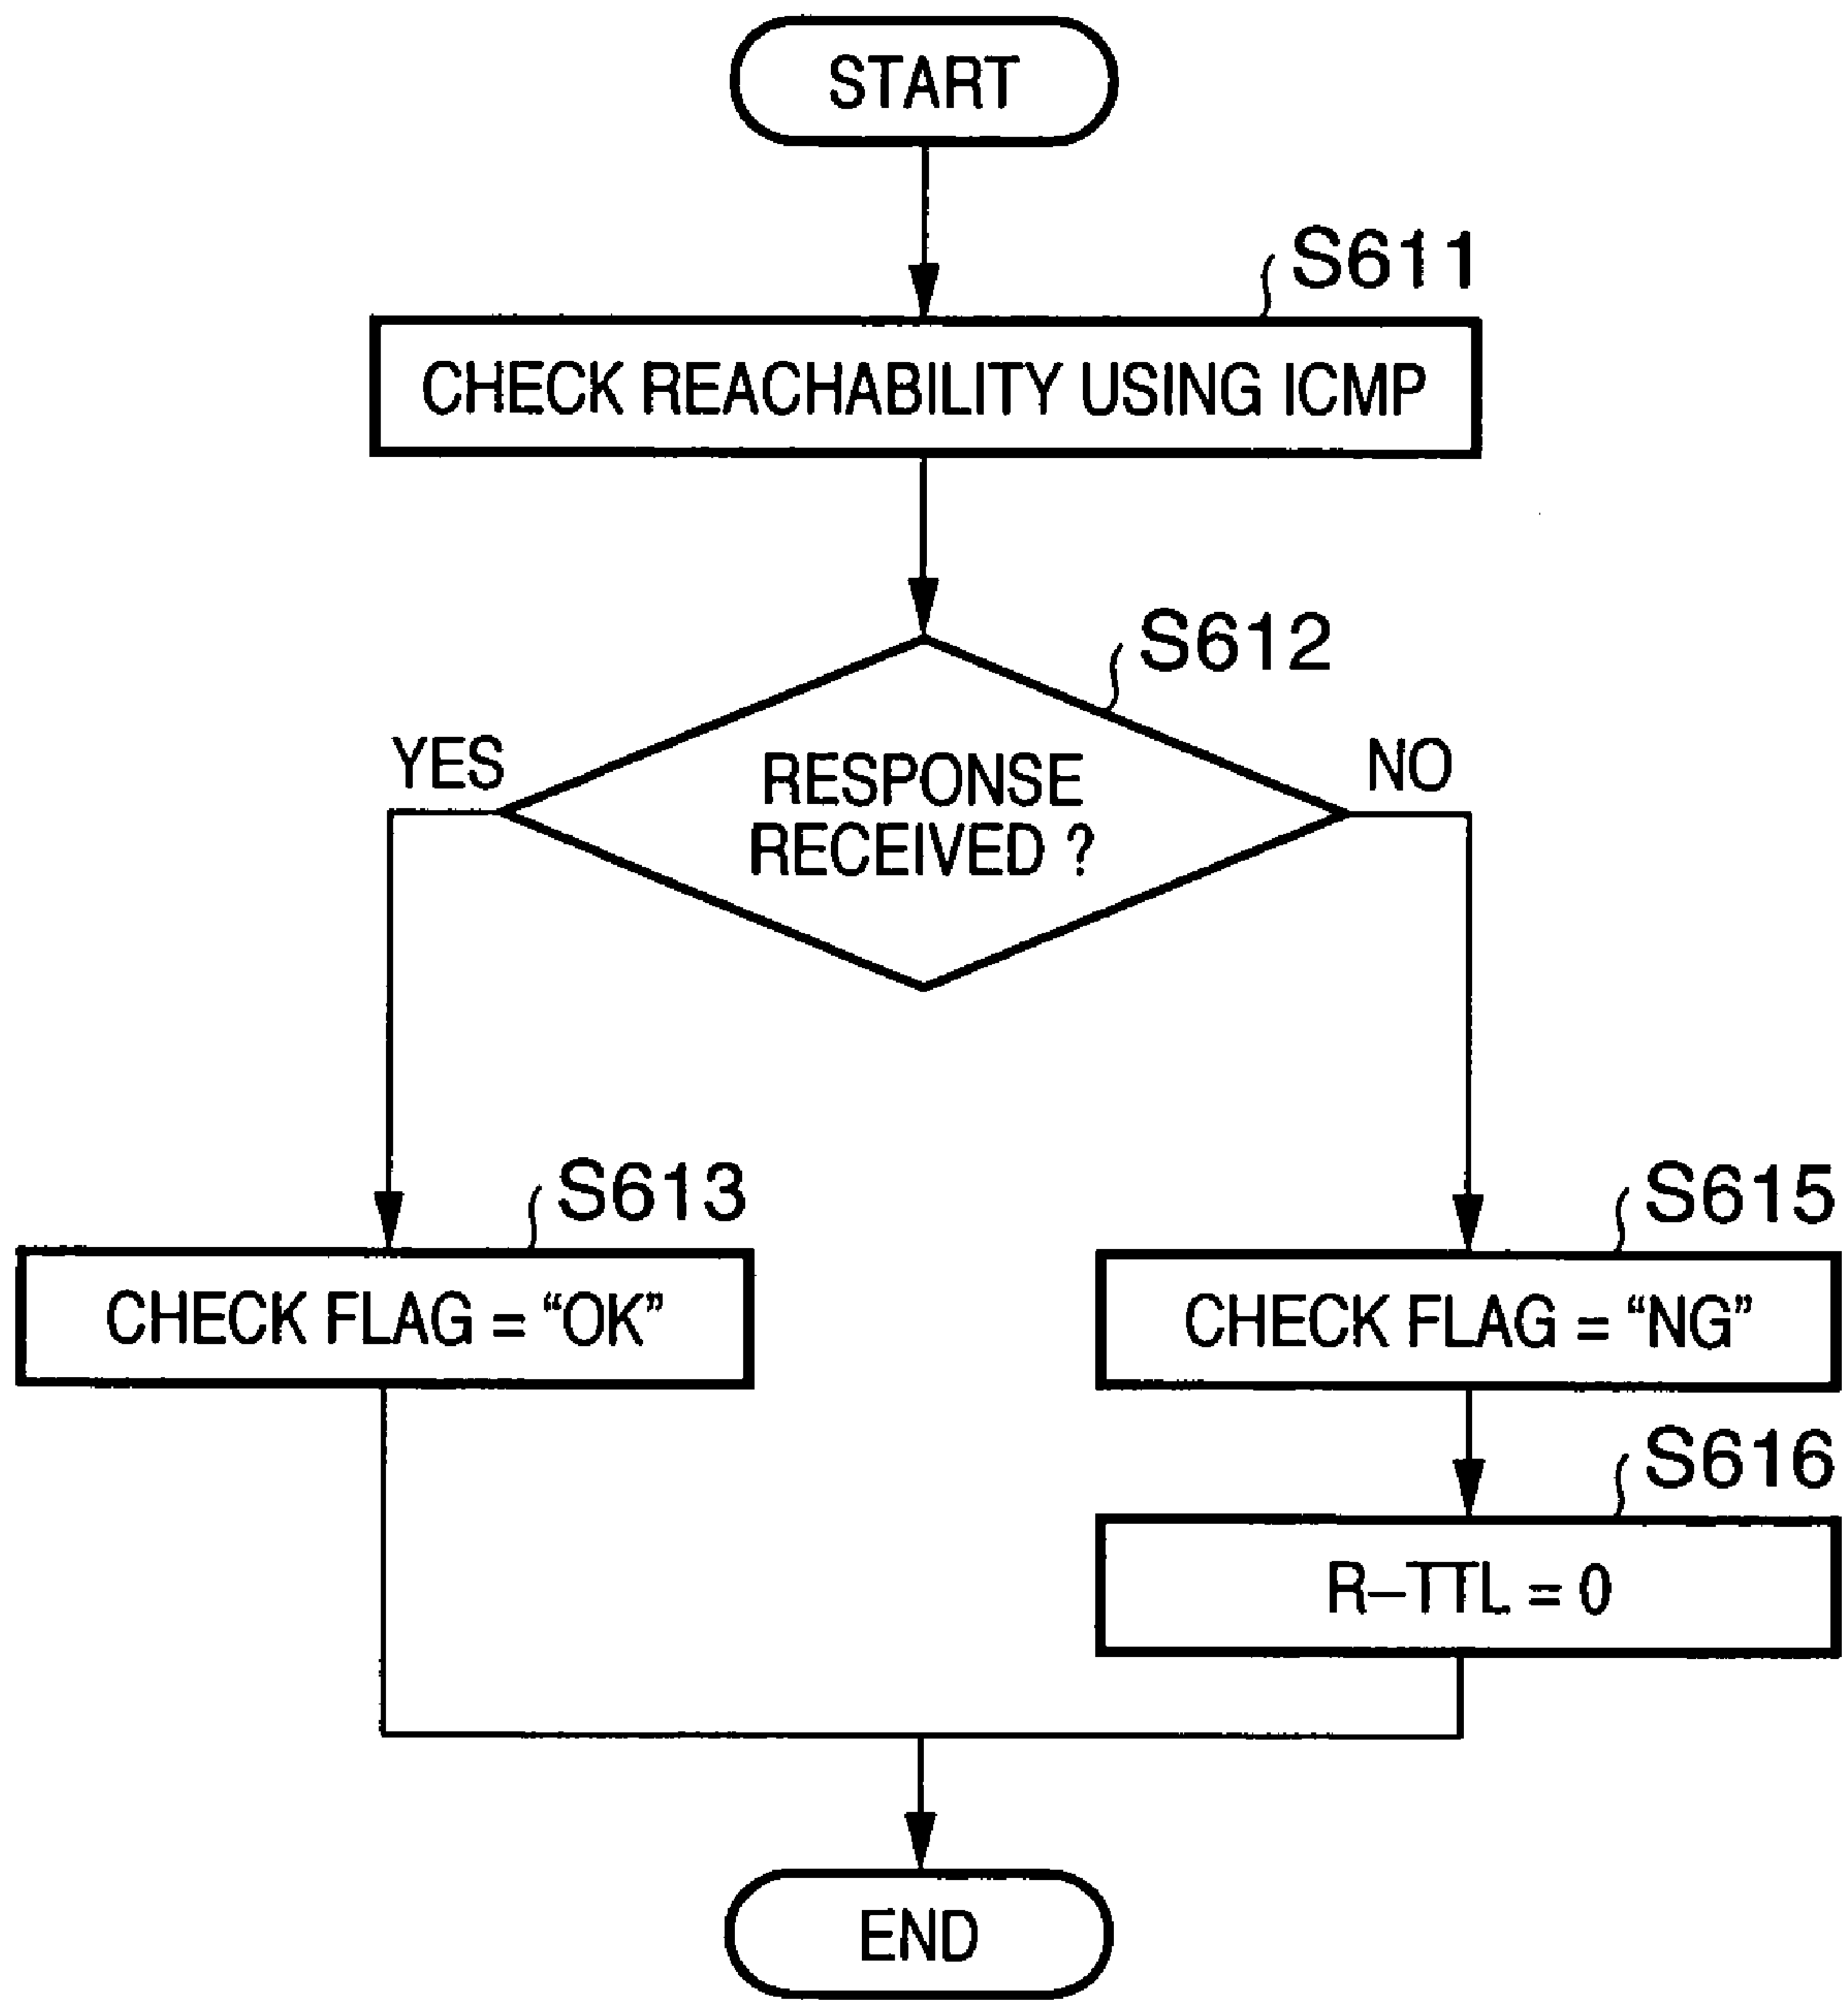 START
S611
CHECK REACHABILITY USING ICMP
S612
YES
RESPONSE
RECEIVED ?
NO
S613
CHECK FLAG = “OK”
S615
CHECK FLAG = “NG”
S616
R–TTL = 0
END